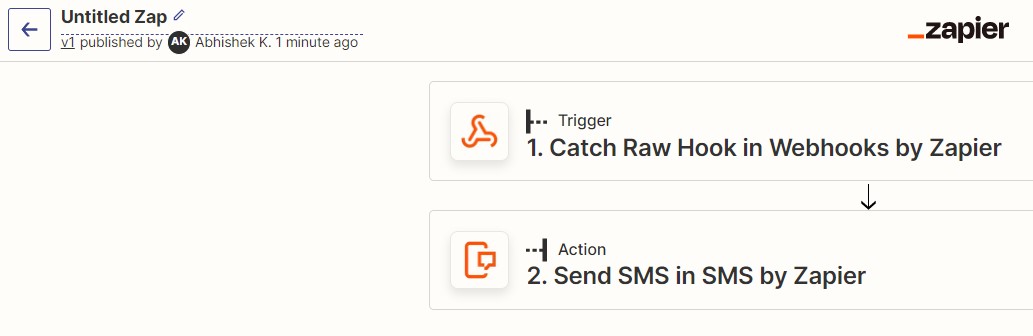 Untitled Zap
v1 published by AK Abhishek K. 1 minute ago
zapier
Trigger
1. Catch Raw Hook in Webhooks by Zapier
Action
2. Send SMS in SMS by Zapier